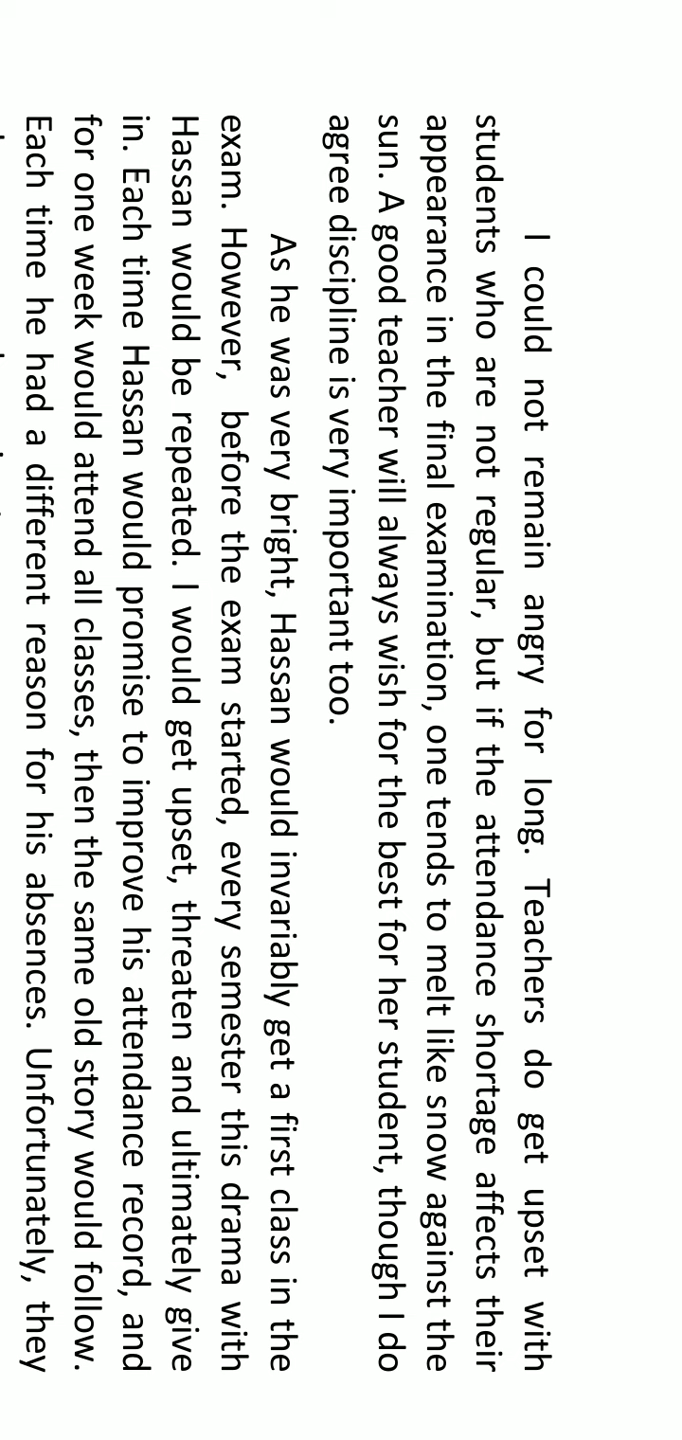 I could not remain angry for long. Teachers do get upset with
students who are not regular, but if the attendance shortage affects their
appearance in the final examination, one tends to melt like snow against the
sun. A good teacher will always wish for the best for her student, though I do
agree discipline is very important too.
As he was very bright, Hassan would invariably get a first class in the
exam. However, before the exam started, every semester this drama with
Hassan would be repeated. I would get upset, threaten and ultimately give
in. Each time Hassan would promise to improve his attendance record, and
for one week would attend all classes, then the same old story would follow.
Each time he had a different reason for his absences. Unfortunately, they